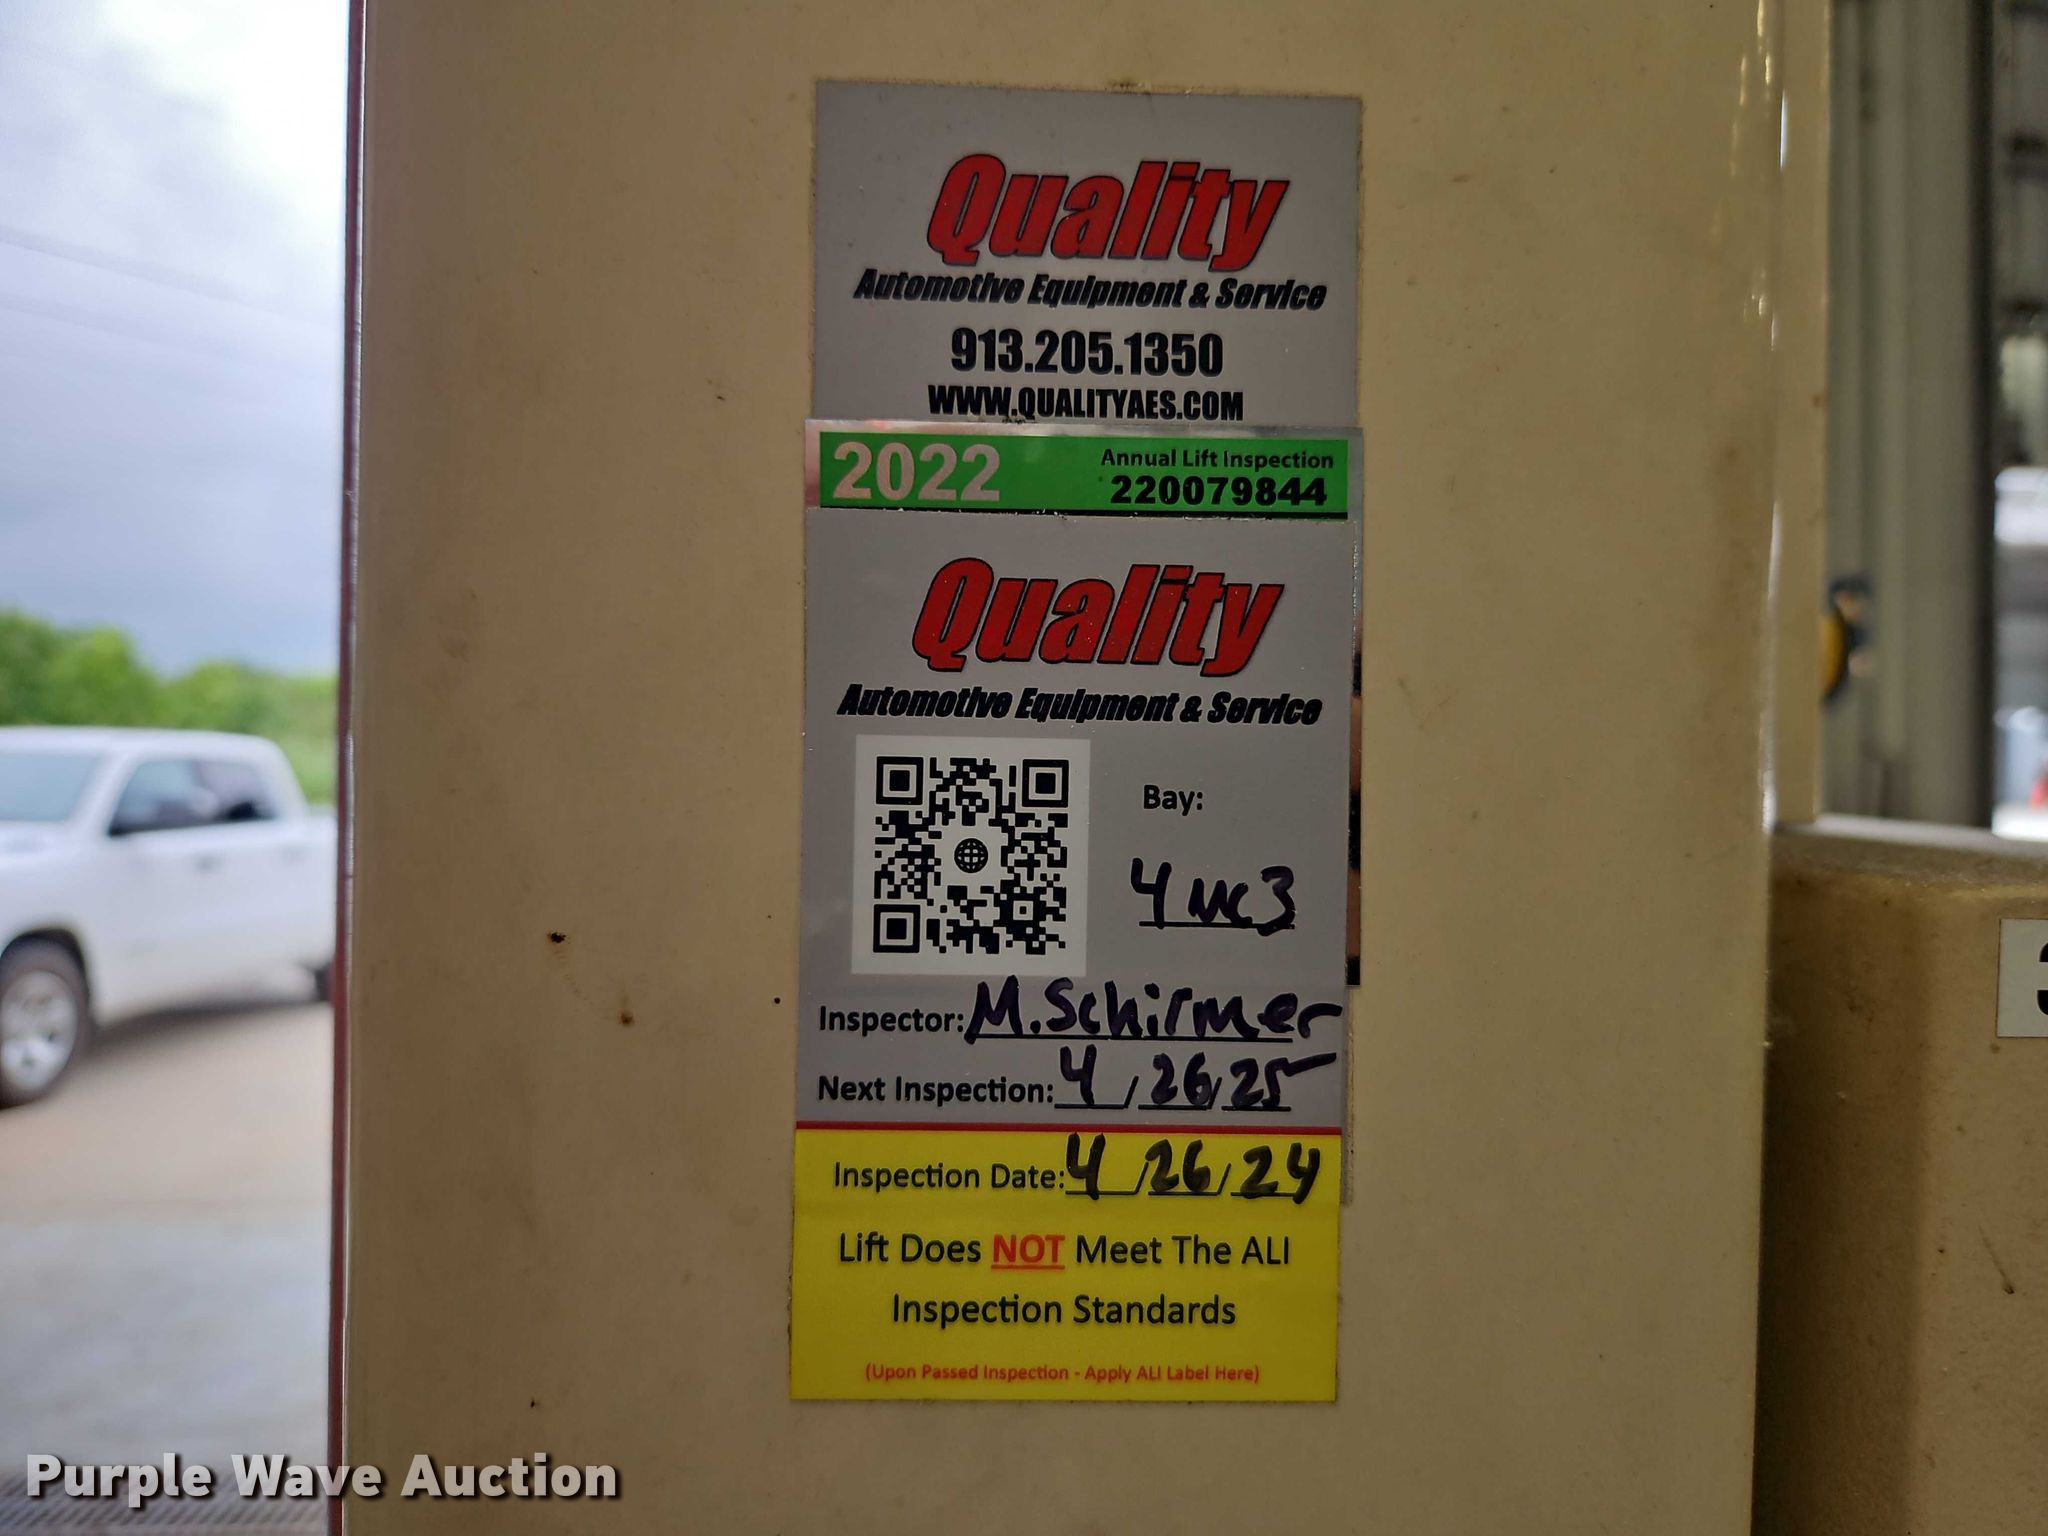 Quality
Automotive Equipment & Service
913.205.1350
WWW.QUALITYAES.COM
2022
Annual Lift Inspection
220079844
Quality
Automotive Equipment & Service
Bay:
4 MC3
Inspector: M. Schirmer
Next Inspection: 4/26/25
Inspection Date: 4/26/24
Lift Does NOT Meet The ALI
Inspection Standards
(Upon Passed Inspection - Apply ALI Label Here)
Purple Wave Auction